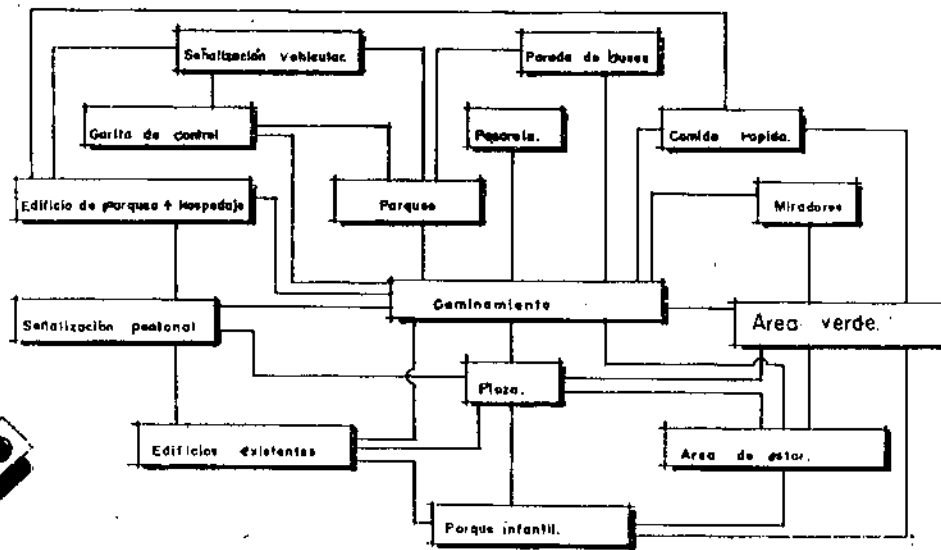 Señalización vehicular.
Parada de buses
Garita de control
Pasarela.
Comida rapida.
Edificio de parqueo + hospedaje
Parqueo
Miradores
Caminamiento
Señalización peatonal
Area verde.
Plaza.
Edificios existentes
Area de estar.
Parque infantil.